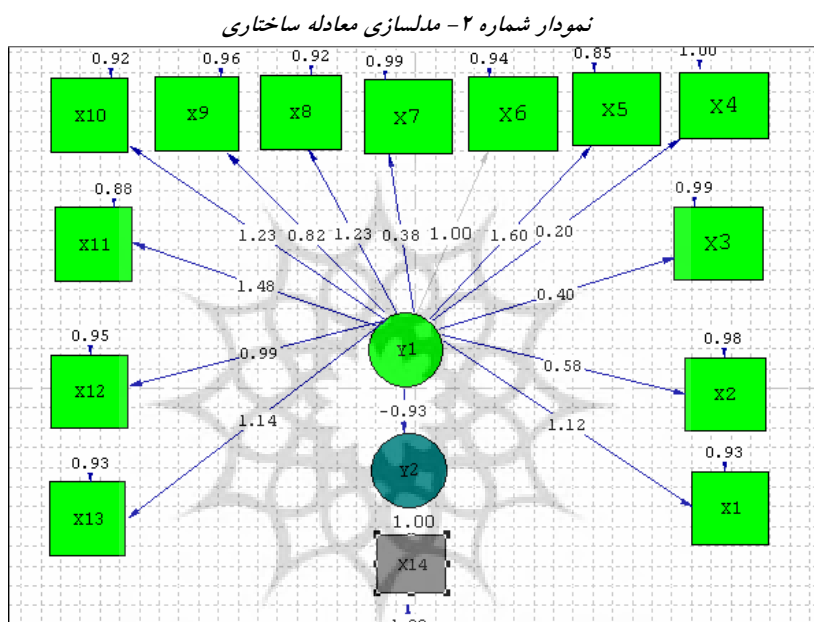 نمودار شماره ۲- مدلسازی معادله ساختاری
0.92 0.96 0.92 0.99 0.94 0.85 1.00
X10 X9 X8 X7 X6 X5 X4
0.88 0.99
X11 1.23 0.82 1.23 0.38 1.00 1.60 0.20 X3
1.48 0.40
0.95 Y1 0.98
X12 0.99 0.58 X2
-0.93
1.14 1.12
0.93 Y2 0.93
X13 X1
1.00
X14